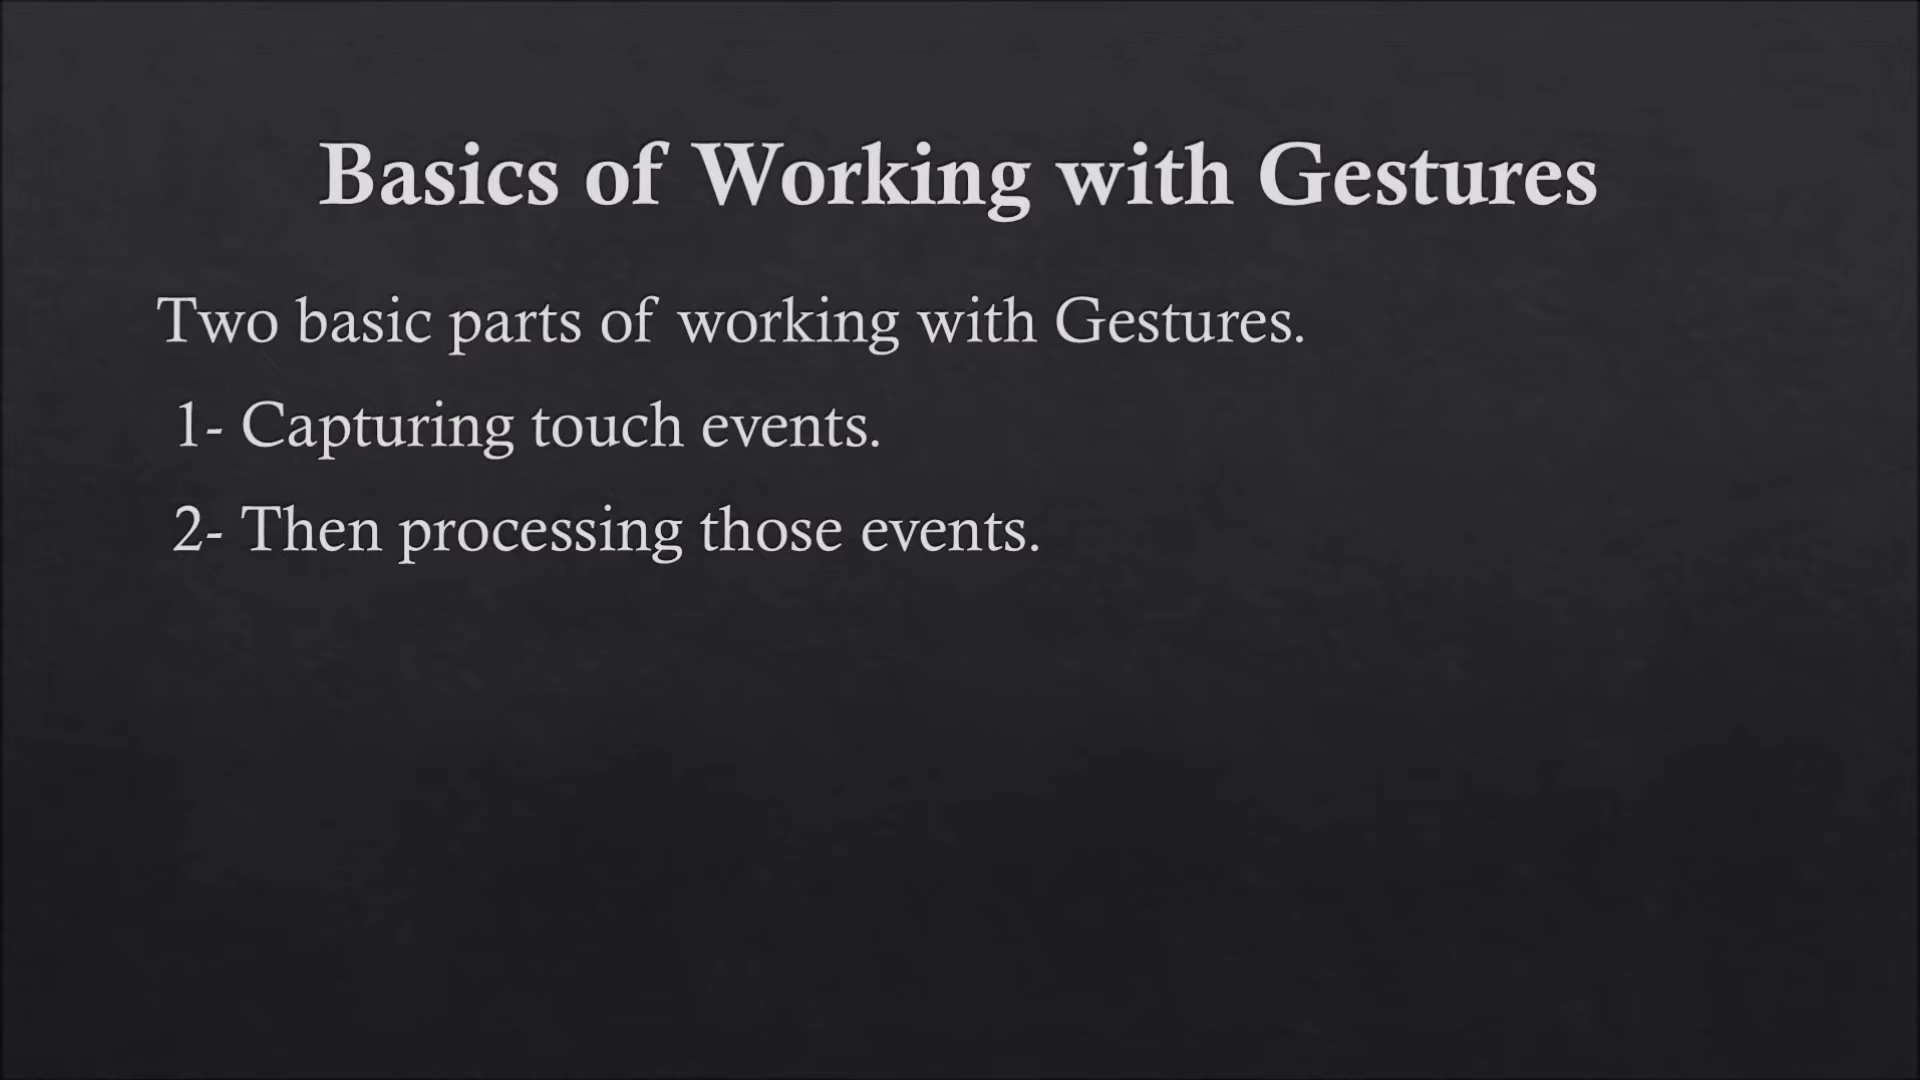 Basics of Working with Gestures
Two basic parts of working with Gestures.
1- Capturing touch events.
2- Then processing those events.